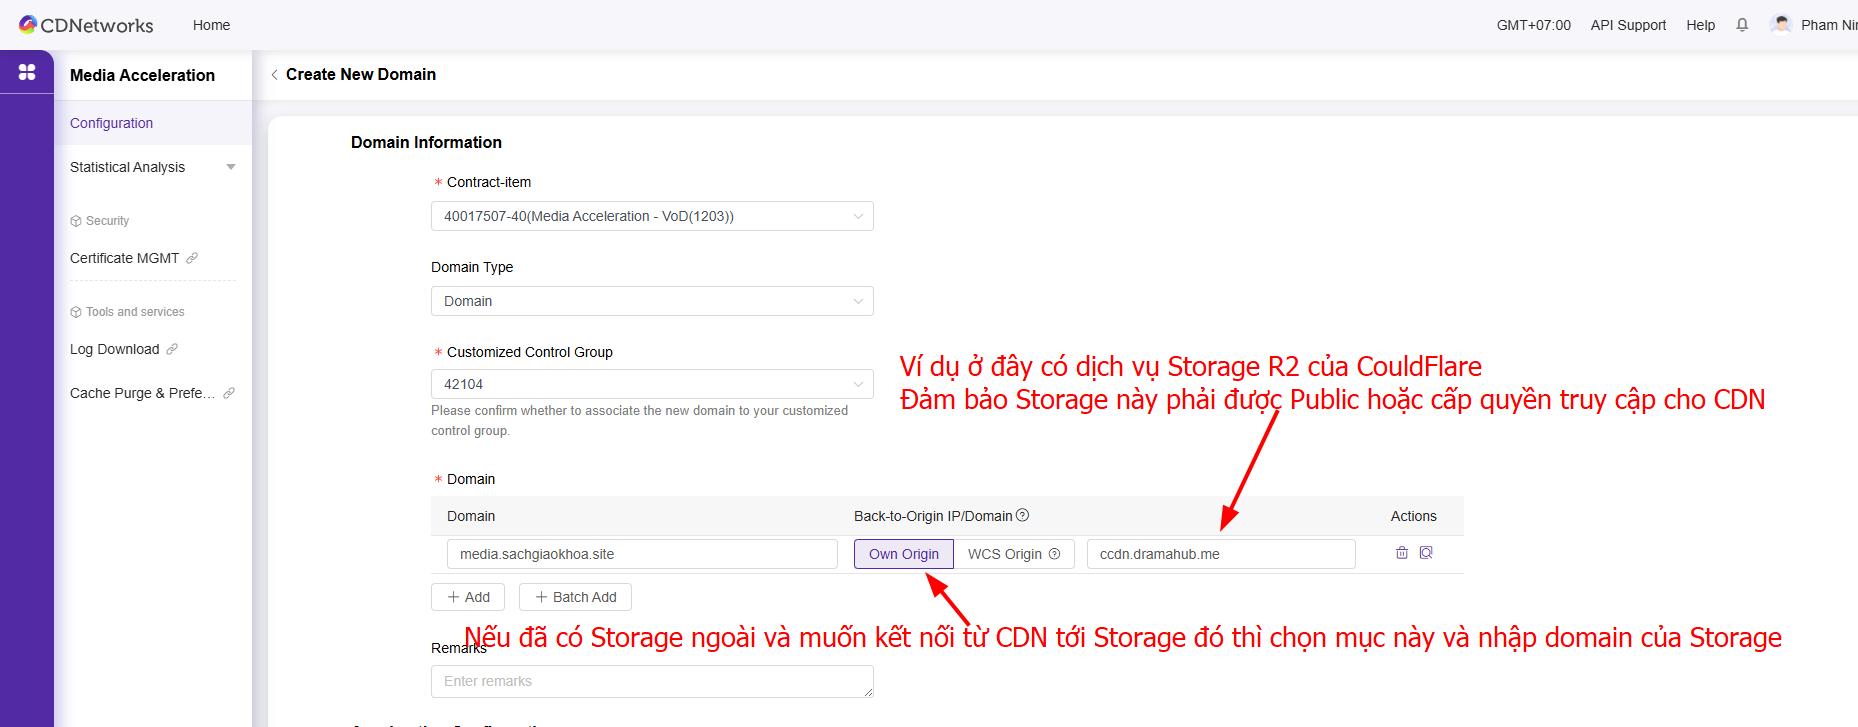 CDNetworks
Home
GMT+07:00
API Support
Help
Pham Nin
Media Acceleration
Configuration
Statistical Analysis
Security
Certificate MGMT
Tools and services
Log Download
Cache Purge & Prefe...
Create New Domain
Domain Information
* Contract-item
40017507-40(Media Acceleration - VoD(1203))
Domain Type
Domain
* Customized Control Group
42104
Please confirm whether to associate the new domain to your customized
control group.
Ví dụ ở đây có dịch vụ Storage R2 của CouldFlare
Đảm bảo Storage này phải được Public hoặc cấp quyền truy cập cho CDN
* Domain
Domain
Back-to-Origin IP/Domain
Actions
media.sachgiaokhoa.site
Own Origin
WCS Origin
ccdn.dramahub.me
+ Add
+ Batch Add
Nếu đã có Storage ngoài và muốn kết nối từ CDN tới Storage đó thì chọn mục này và nhập domain của Storage
Remarks
Enter remarks